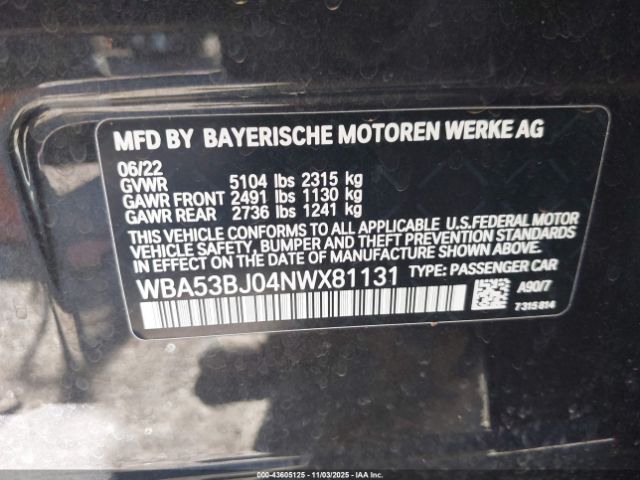 MFD BY BAYERISCHE MOTOREN WERKE AG
06/22
GVWR 5104 lbs 2315 kg
GAWR FRONT 2491 lbs 1130 kg
GAWR REAR 2736 lbs 1241 kg
THIS VEHICLE CONFORMS TO ALL APPLICABLE U.S.FEDERAL MOTOR
VEHICLE SAFETY, BUMPER AND THEFT PREVENTION STANDARDS
IN EFFECT ON THE DATE OF MANUFACTURE SHOWN ABOVE.
WBA53BJ04NWX81131 TYPE: PASSENGER CAR
A90/7
7315814
000-43605125 - 11/03/2025 - © IAA Holdings, LLC